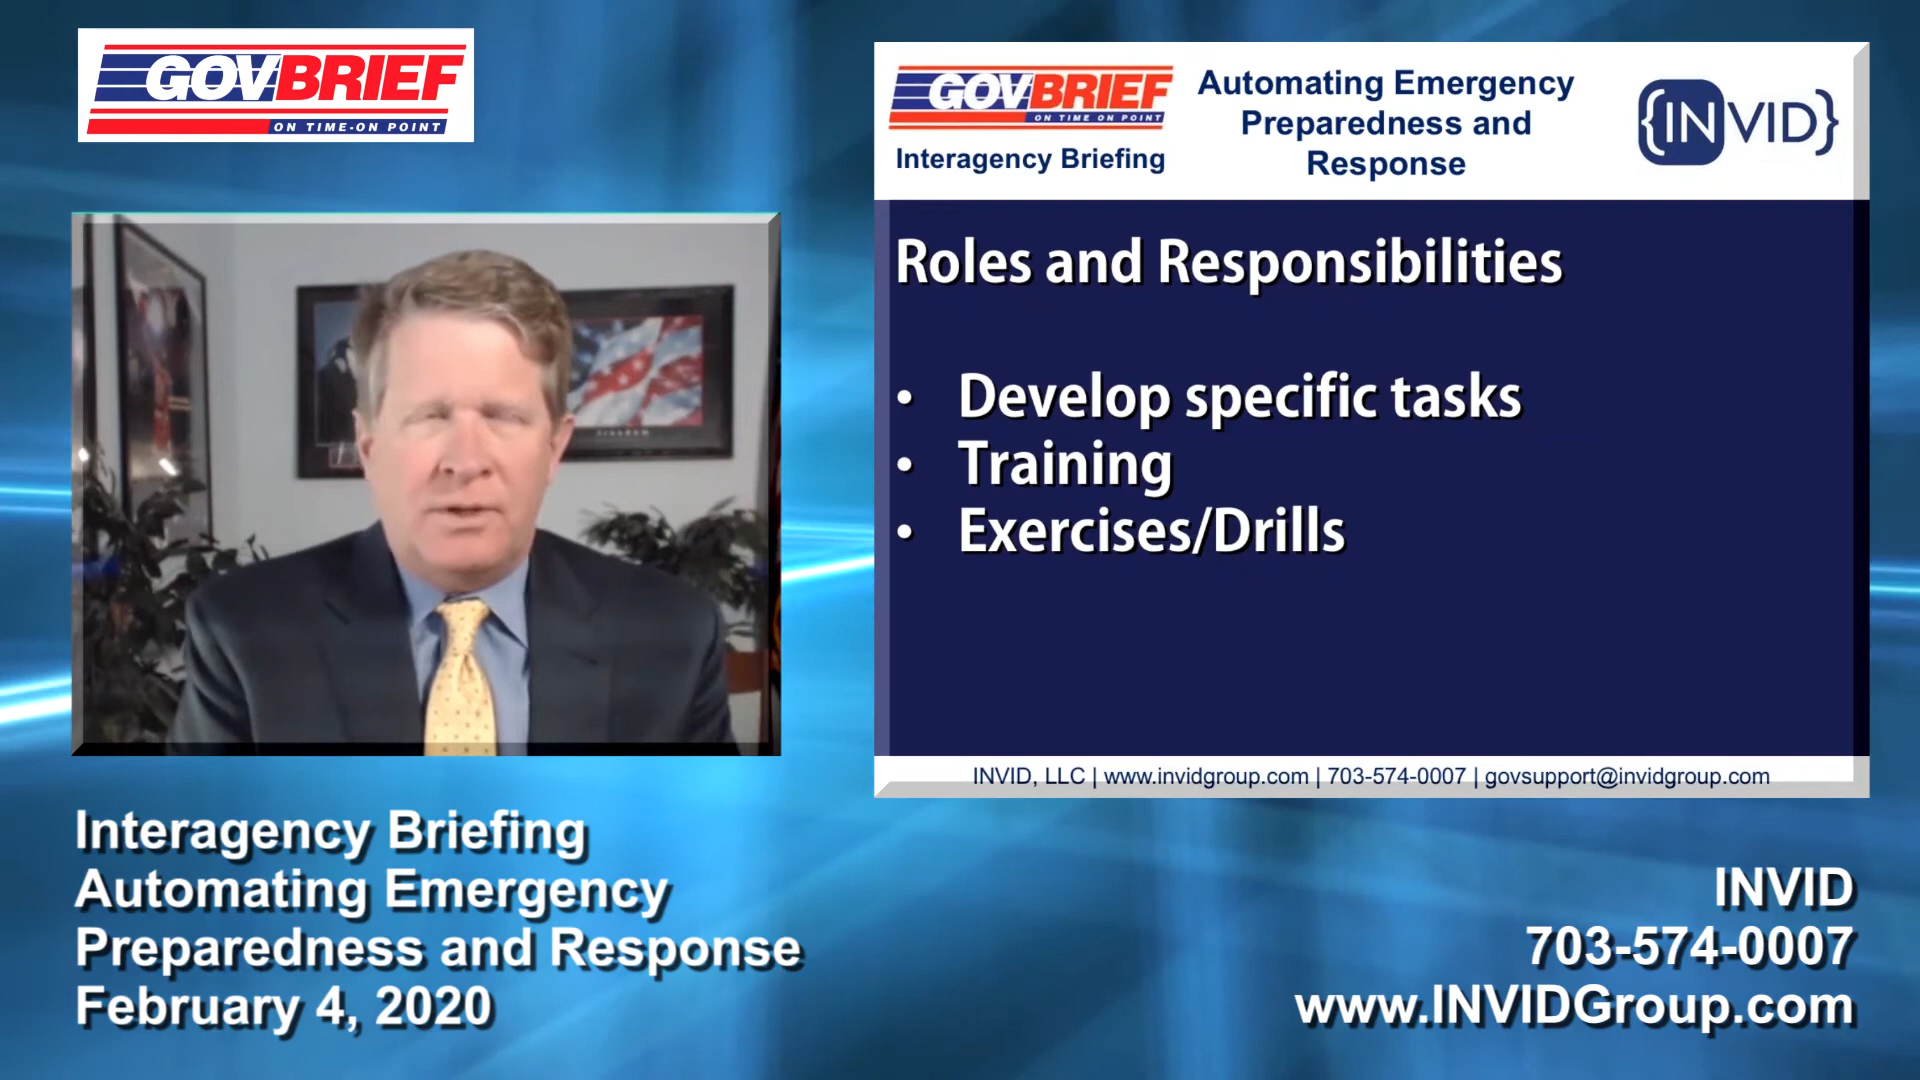 GOVBRIEF
ON TIME-ON POINT
GOVBRIEF
ON TIME ON POINT
Interagency Briefing
Automating Emergency
Preparedness and
Response
{INVID}
Roles and Responsibilities
• Develop specific tasks
• Training
• Exercises/Drills
INVID, LLC | www.invidgroup.com | 703-574-0007 | govsupport@invidgroup.com
Interagency Briefing
Automating Emergency
Preparedness and Response
February 4, 2020
INVID
703-574-0007
www.INVIDGroup.com